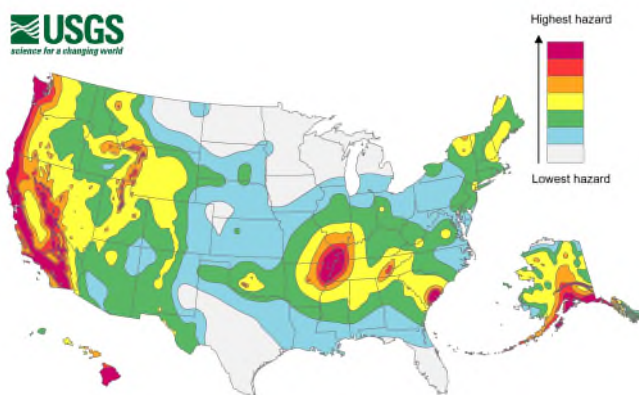 USGS
science for a changing world
Highest hazard
Lowest hazard